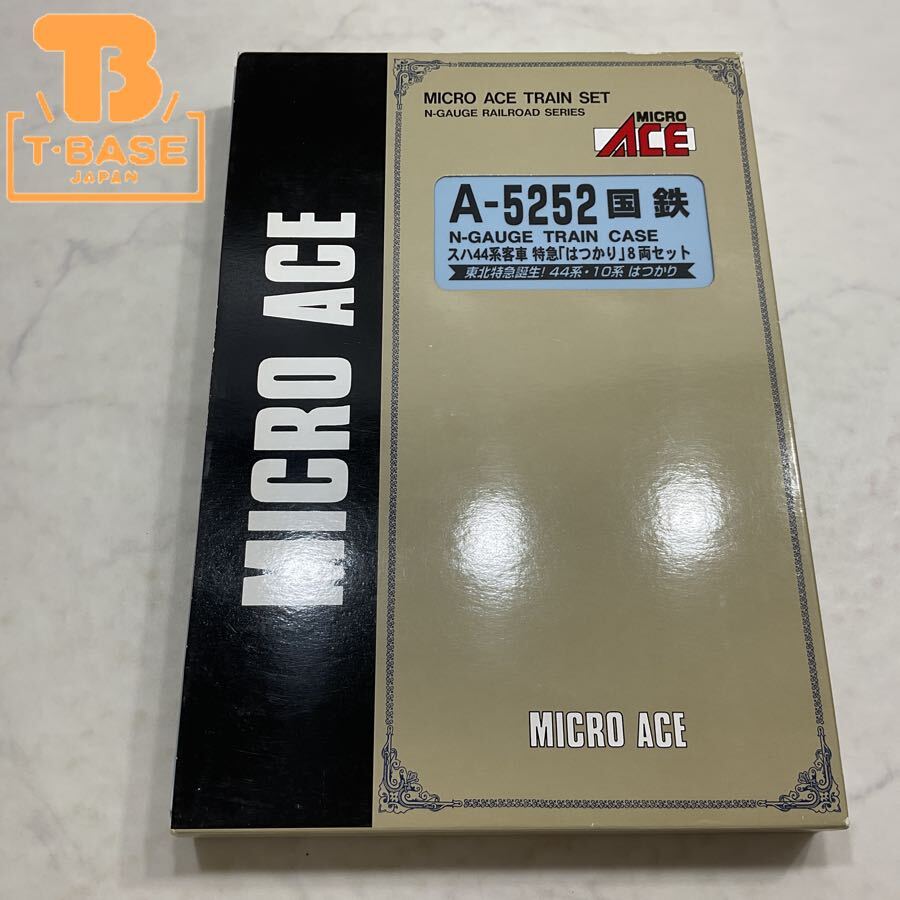 TB
T・BASE
JAPAN
MICRO ACE TRAIN SET
N-GAUGE RAILROAD SERIES
MICRO
ACE
A-5252 国鉄
N-GAUGE TRAIN CASE
スハ44系客車 特急「はつかり」8両セット
東北特急誕生! 44系・10系 はつかり
MICRO ACE
MICRO ACE